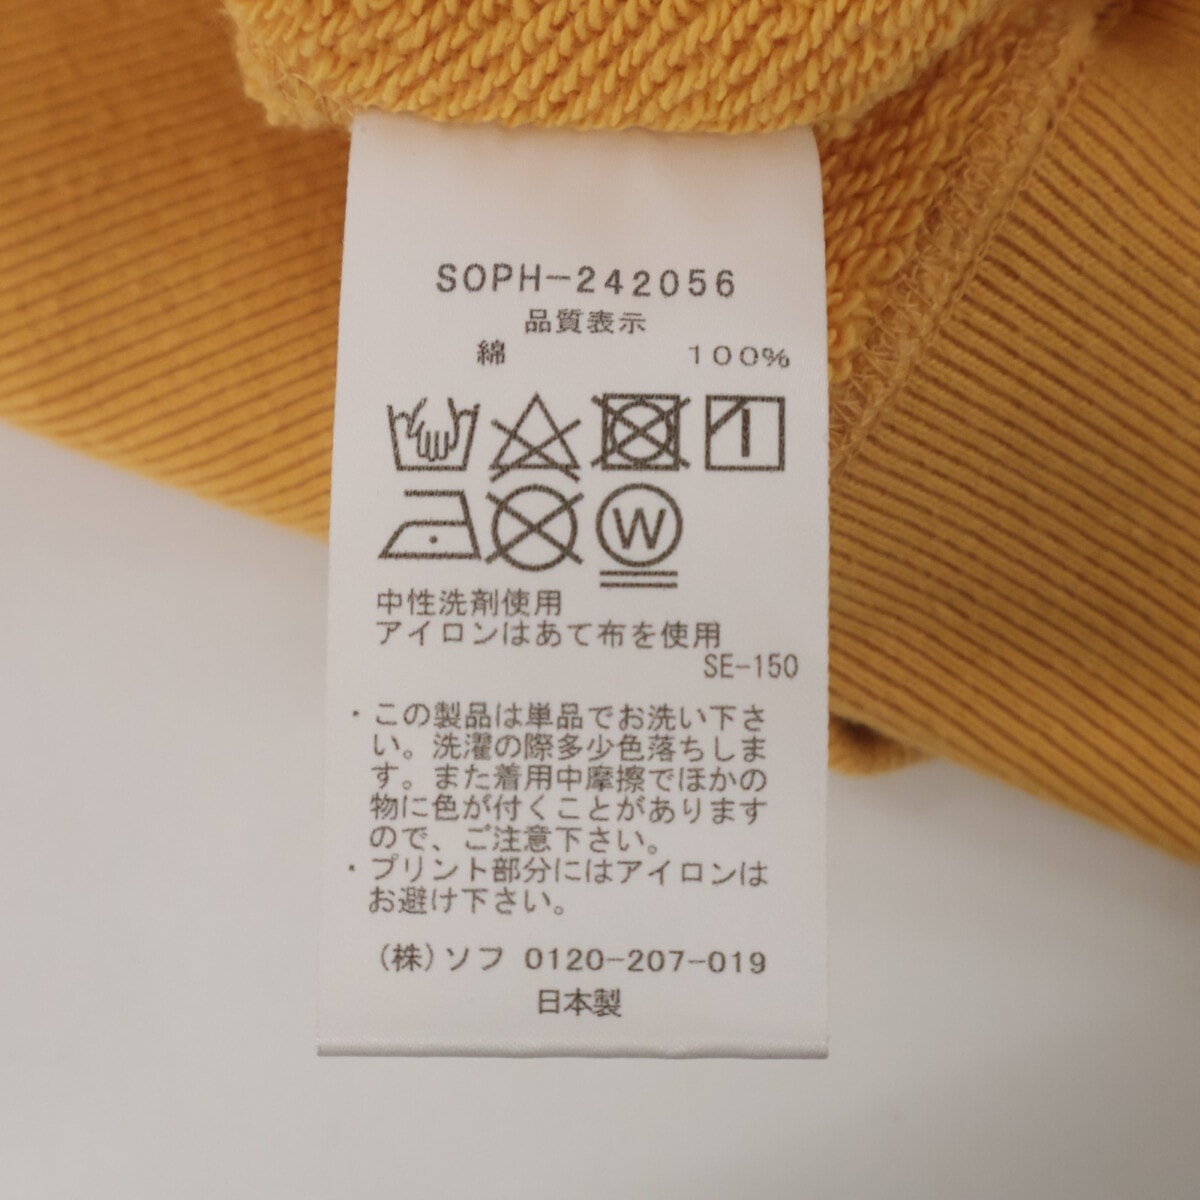 SOPH-242056
品質表示
綿 100%
W
中性洗剤使用
アイロンはあて布を使用
SE-150
・この製品は単品でお洗い下さ
い。洗濯の際多少色落ちしま
す。また着用中摩擦でほかの
物に色が付くことがあります
ので、ご注意下さい。
・プリント部分にはアイロンは
お避け下さい。
(株)ソフ 0120-207-019
日本製